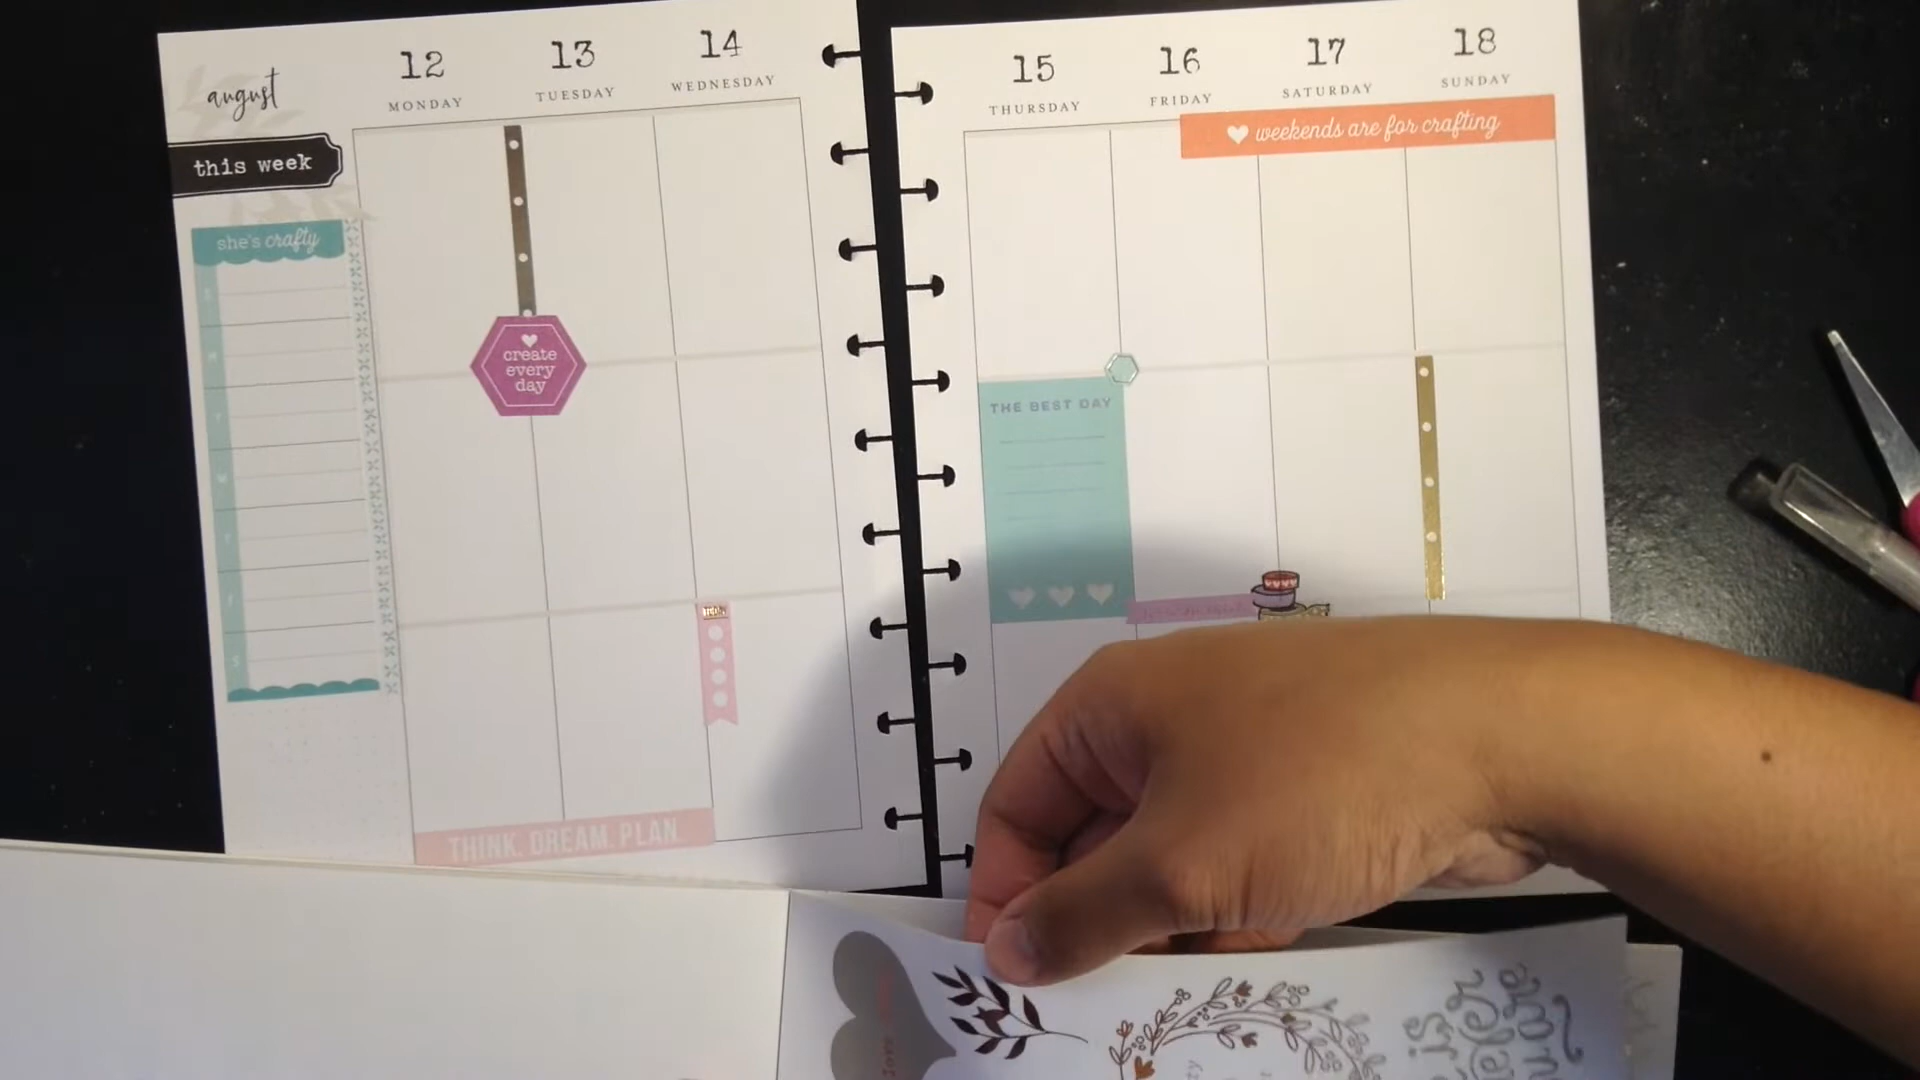 august
this week
she's crafty
S
M
T
W
T
F
S
12
MONDAY
13
TUESDAY
14
WEDNESDAY
create
every
day
TODAY
THINK. DREAM. PLAN.
15
THURSDAY
16
FRIDAY
17
SATURDAY
18
SUNDAY
weekends are for crafting
THE BEST DAY